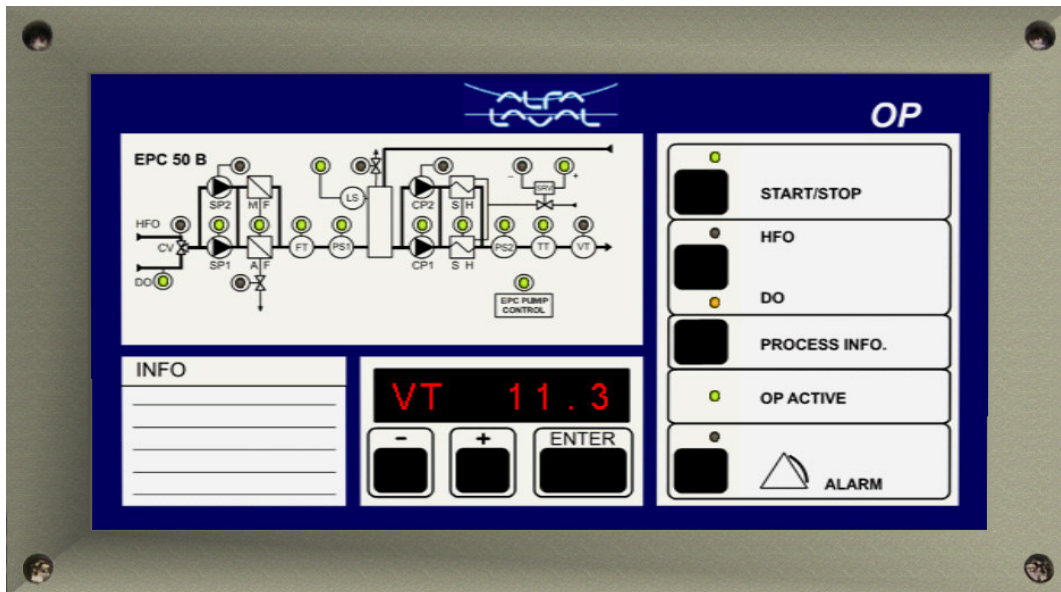 ALFA
LAVAL
OP
EPC 50 B
SP2
M F
LS
CP2
S H
- SRV +
HFO
CV
SP1
A F
FT
PS1
CP1
S H
PS2
TT
VT
DO
EPC PUMP
CONTROL
START/STOP
HFO
DO
PROCESS INFO.
OP ACTIVE
ALARM
INFO
VT 11.3
- + ENTER